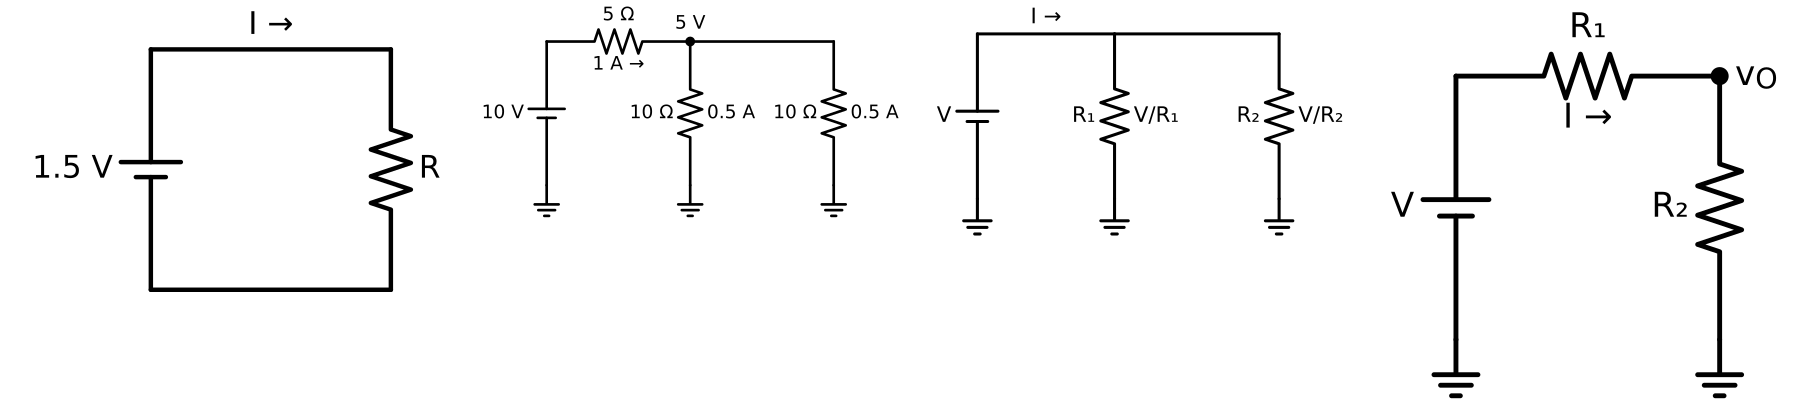 I →
1.5 V
R
5 Ω
5 V
1 A →
10 V
10 Ω
0.5 A
10 Ω
0.5 A
I →
V
R₁
V/R₁
R₂
V/R₂
R₁
vO
I →
V
R₂